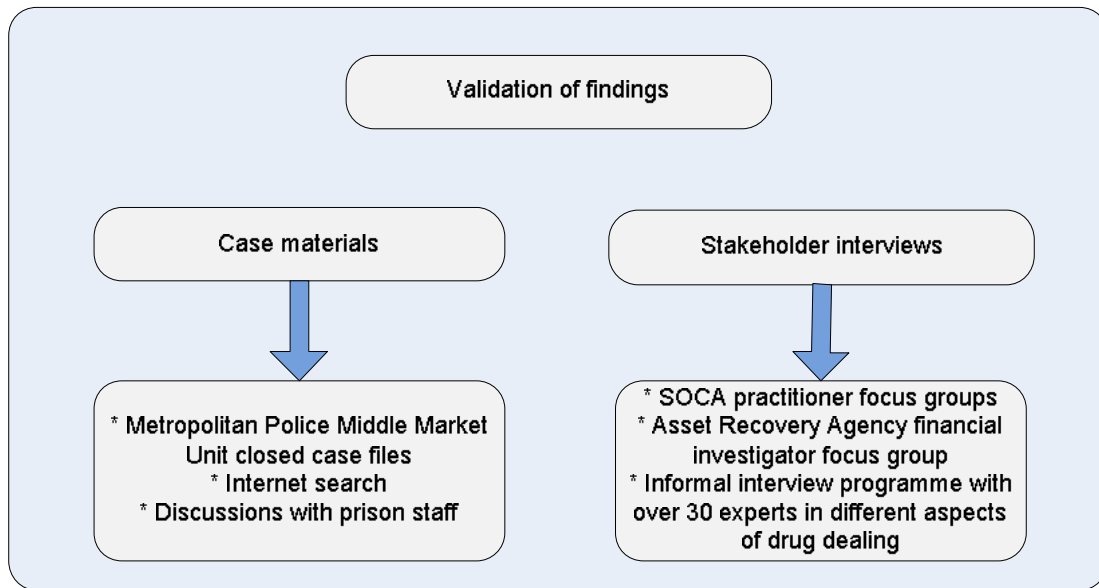 Validation of findings
Case materials
Stakeholder interviews
* Metropolitan Police Middle Market
Unit closed case files
* Internet search
* Discussions with prison staff
* SOCA practitioner focus groups
* Asset Recovery Agency financial
investigator focus group
* Informal interview programme with
over 30 experts in different aspects
of drug dealing